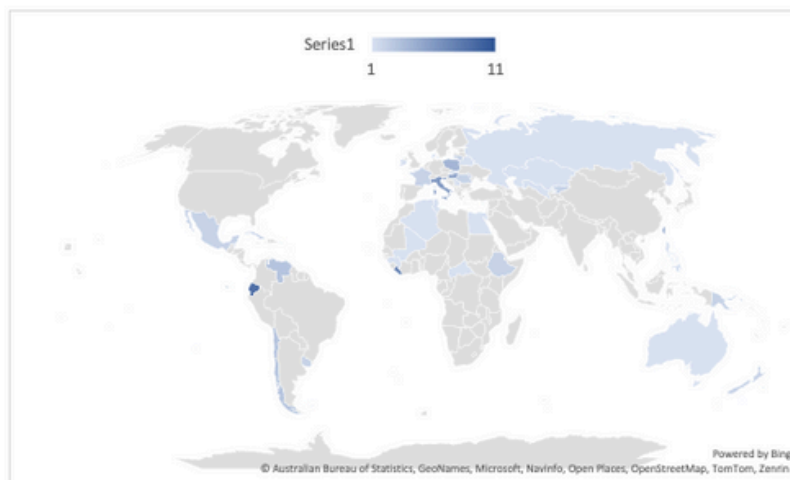 Series1
1 11
Powered by Bing
© Australian Bureau of Statistics, GeoNames, Microsoft, Navinfo, Open Places, OpenStreetMap, TomTom, Zenrin